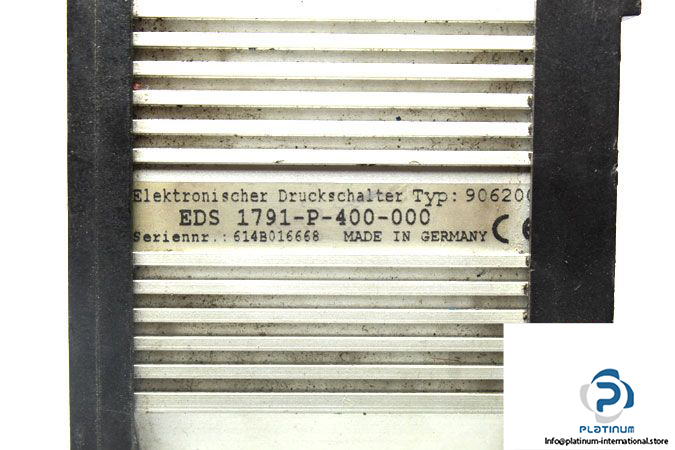 Elektronischer Druckschalter Typ: 90620
EDS 1791-P-400-000
Seriennr.: 614B016668 MADE IN GERMANY CE
PLATINUM
Info@platinum-international.store